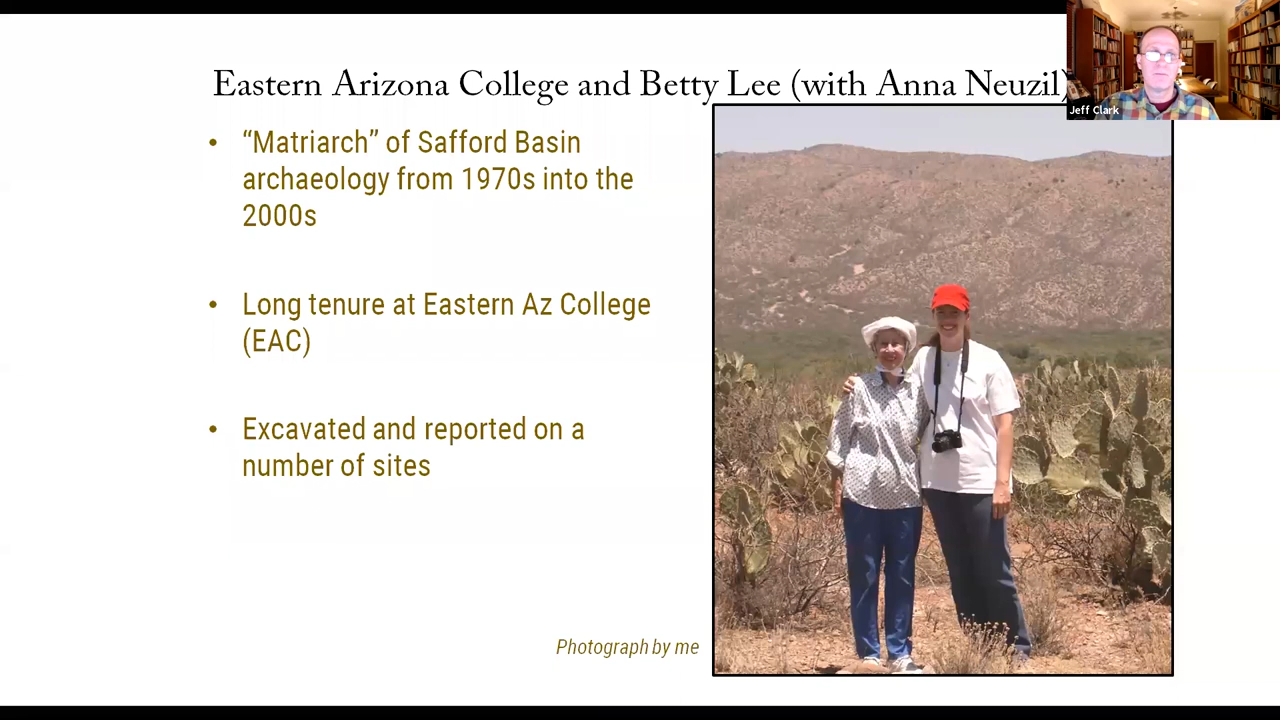 Eastern Arizona College and Betty Lee (with Anna Neuzil)
Jeff Clark
• “Matriarch” of Safford Basin
archaeology from 1970s into the
2000s
• Long tenure at Eastern Az College
(EAC)
• Excavated and reported on a
number of sites
Photograph by me